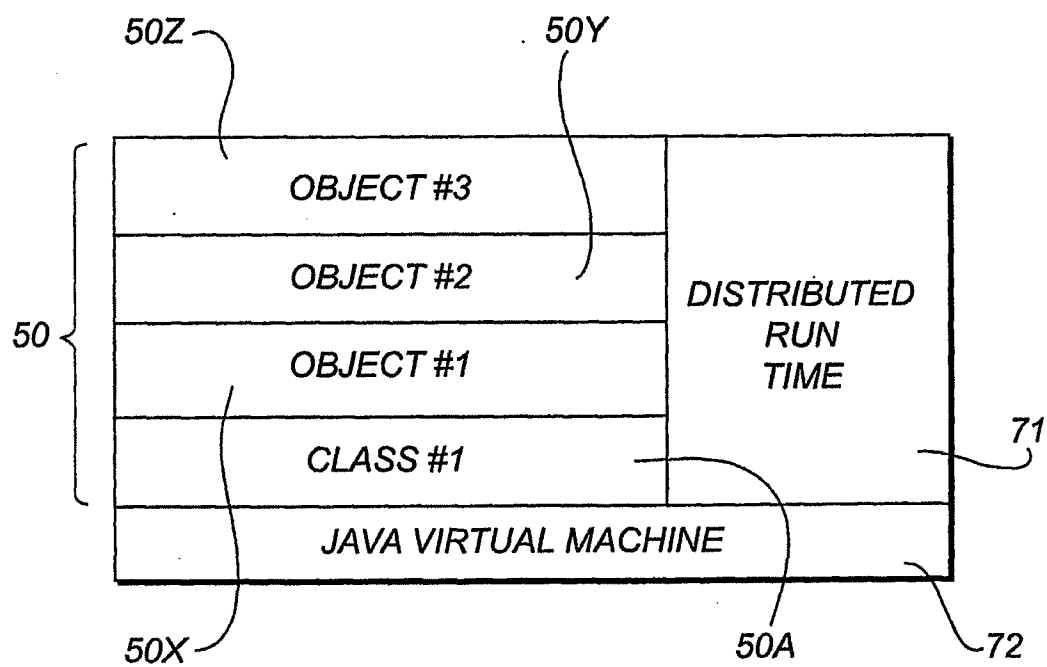 50Z
50Y
OBJECT #3
OBJECT #2
DISTRIBUTED
RUN
TIME
50
OBJECT #1
CLASS #1
71
JAVA VIRTUAL MACHINE
50X
50A
72